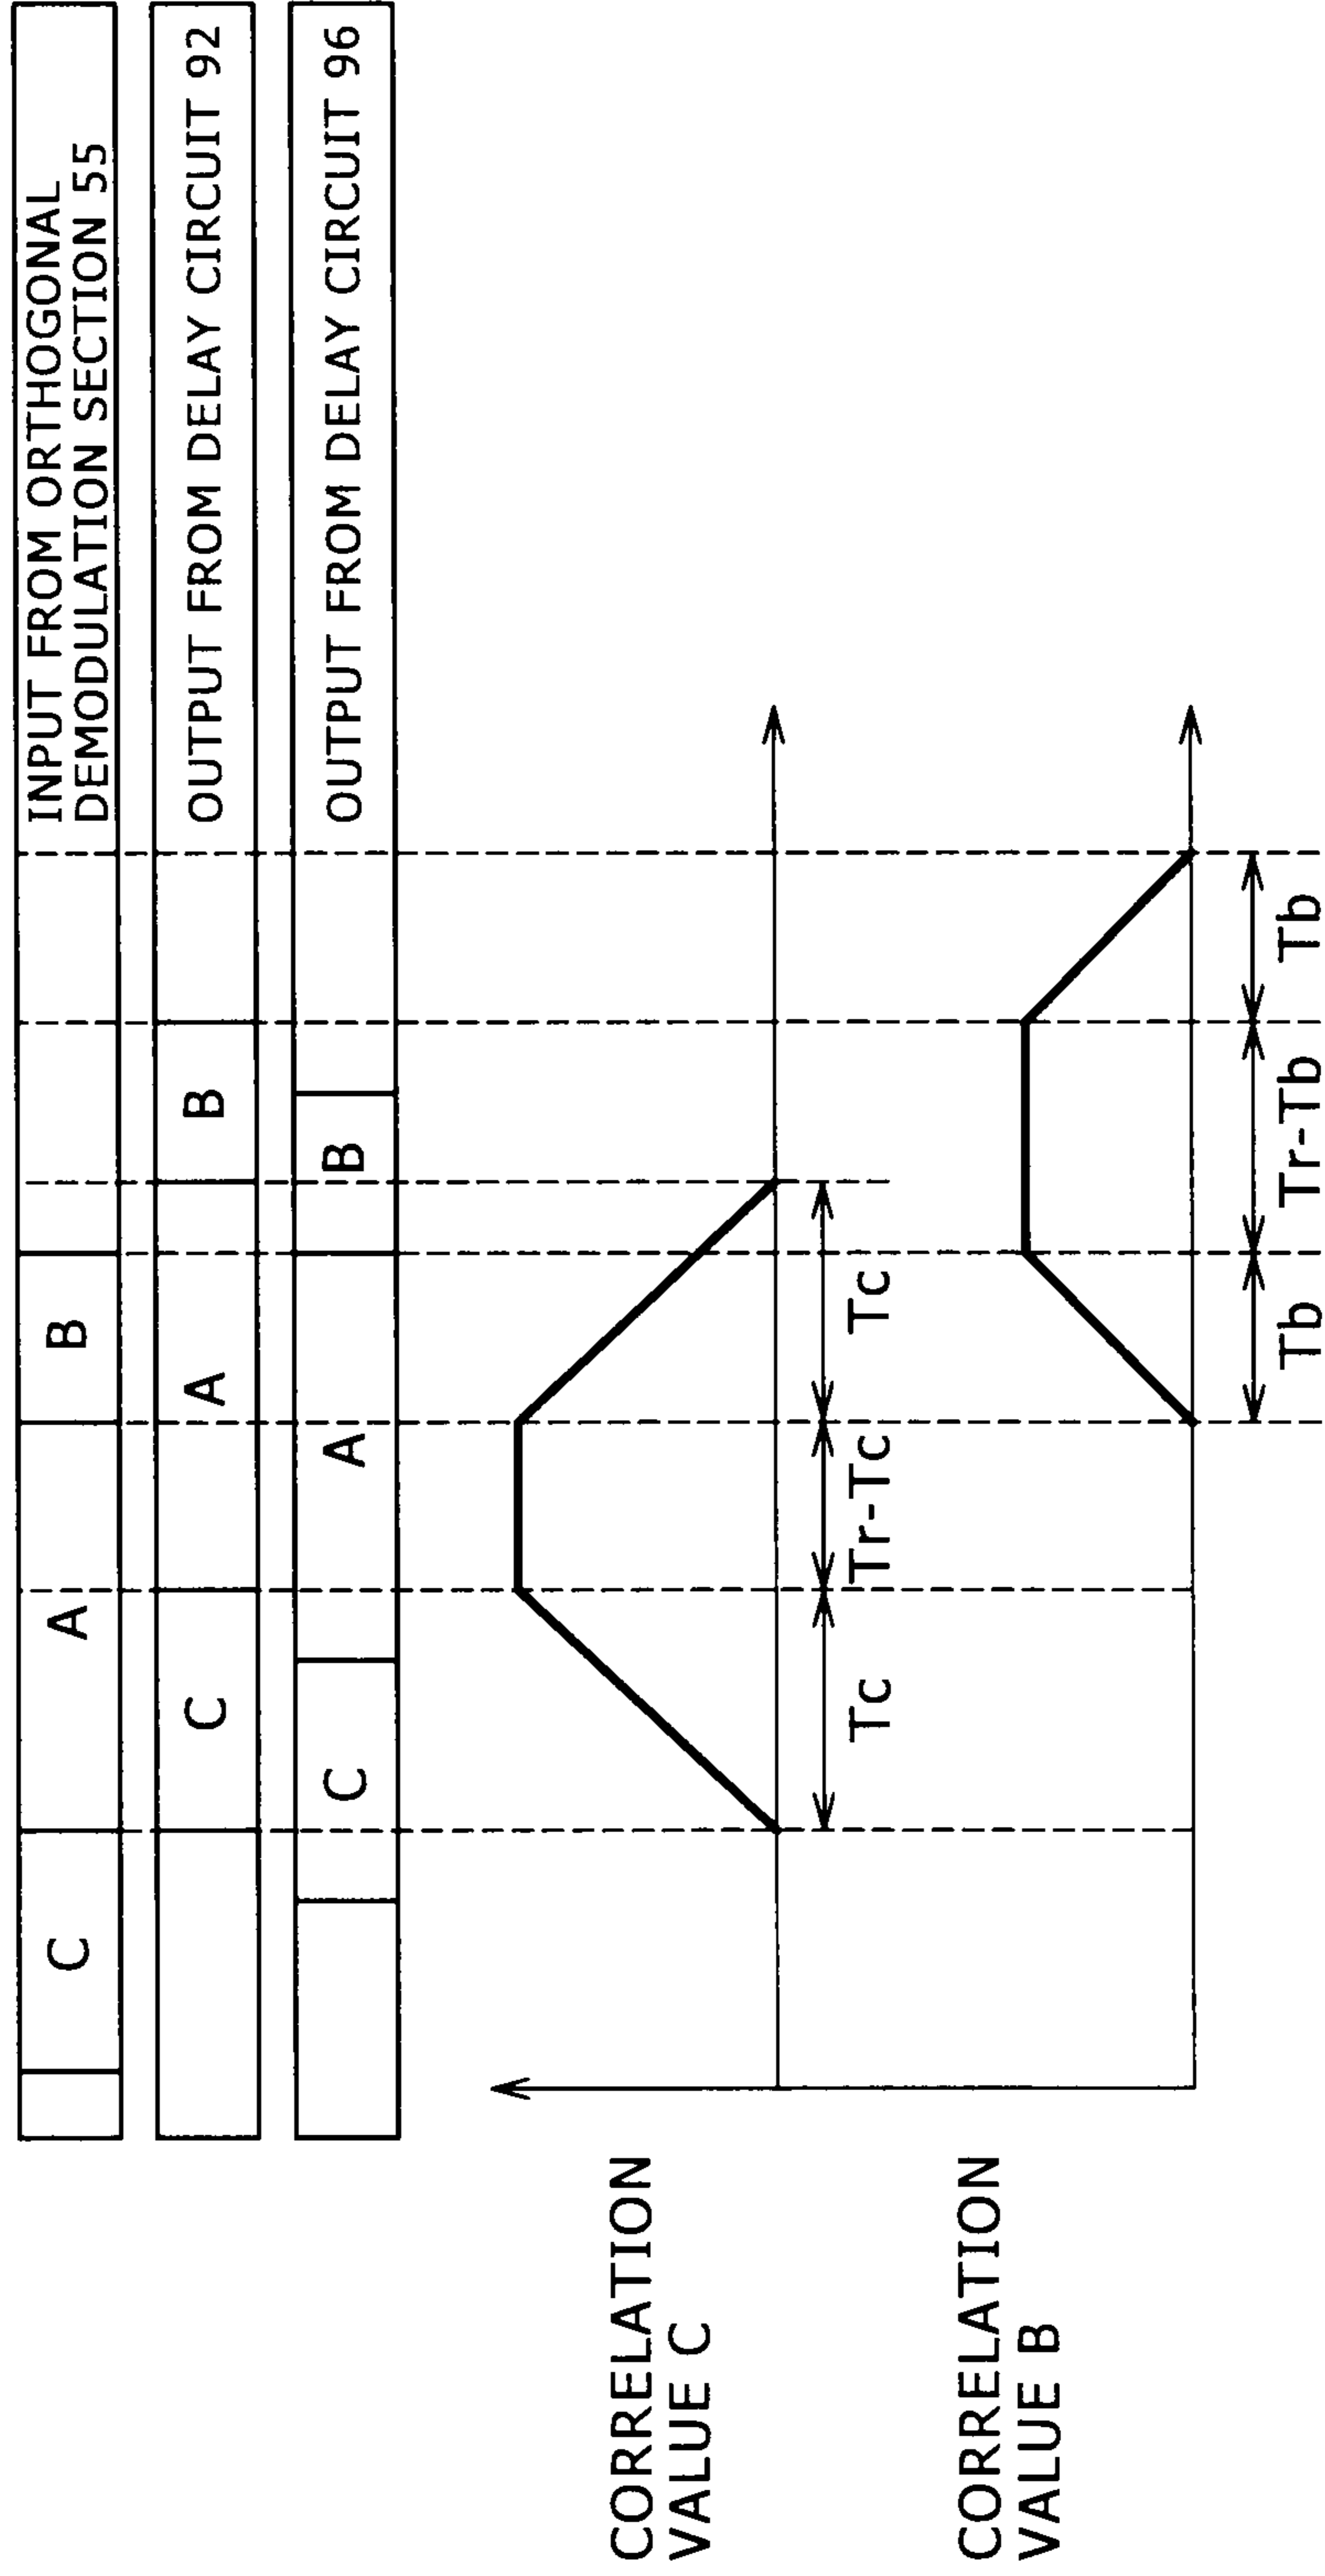 C
A
B
INPUT FROM ORTHOGONAL
DEMODULATION SECTION 55
C
A
B
OUTPUT FROM DELAY CIRCUIT 92
C
A
B
OUTPUT FROM DELAY CIRCUIT 96
CORRELATION
VALUE C
Tc
Tr-Tc
Tc
CORRELATION
VALUE B
Tb
Tr-Tb
Tb